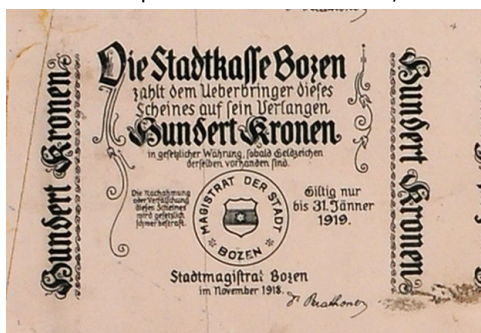 Die Stadtkasse Bozen
zahlt dem Ueberbringer dieses
Scheines auf sein Verlangen
Hundert Kronen
in gesetzlicher Währung, sobald Geldzeichen
derselben vorhanden sind.
Die Nachahmung
oder Verfälschung
dieses Scheines
wird gesetzlich
schwer bestraft.
MAGISTRAT DER STADT
BOZEN
Giltig nur
bis 31. Jänner
1919.
Stadtmagistrat Bozen
im November 1918.
Dr Perathoner
Hundert Kronen
Hundert Kronen